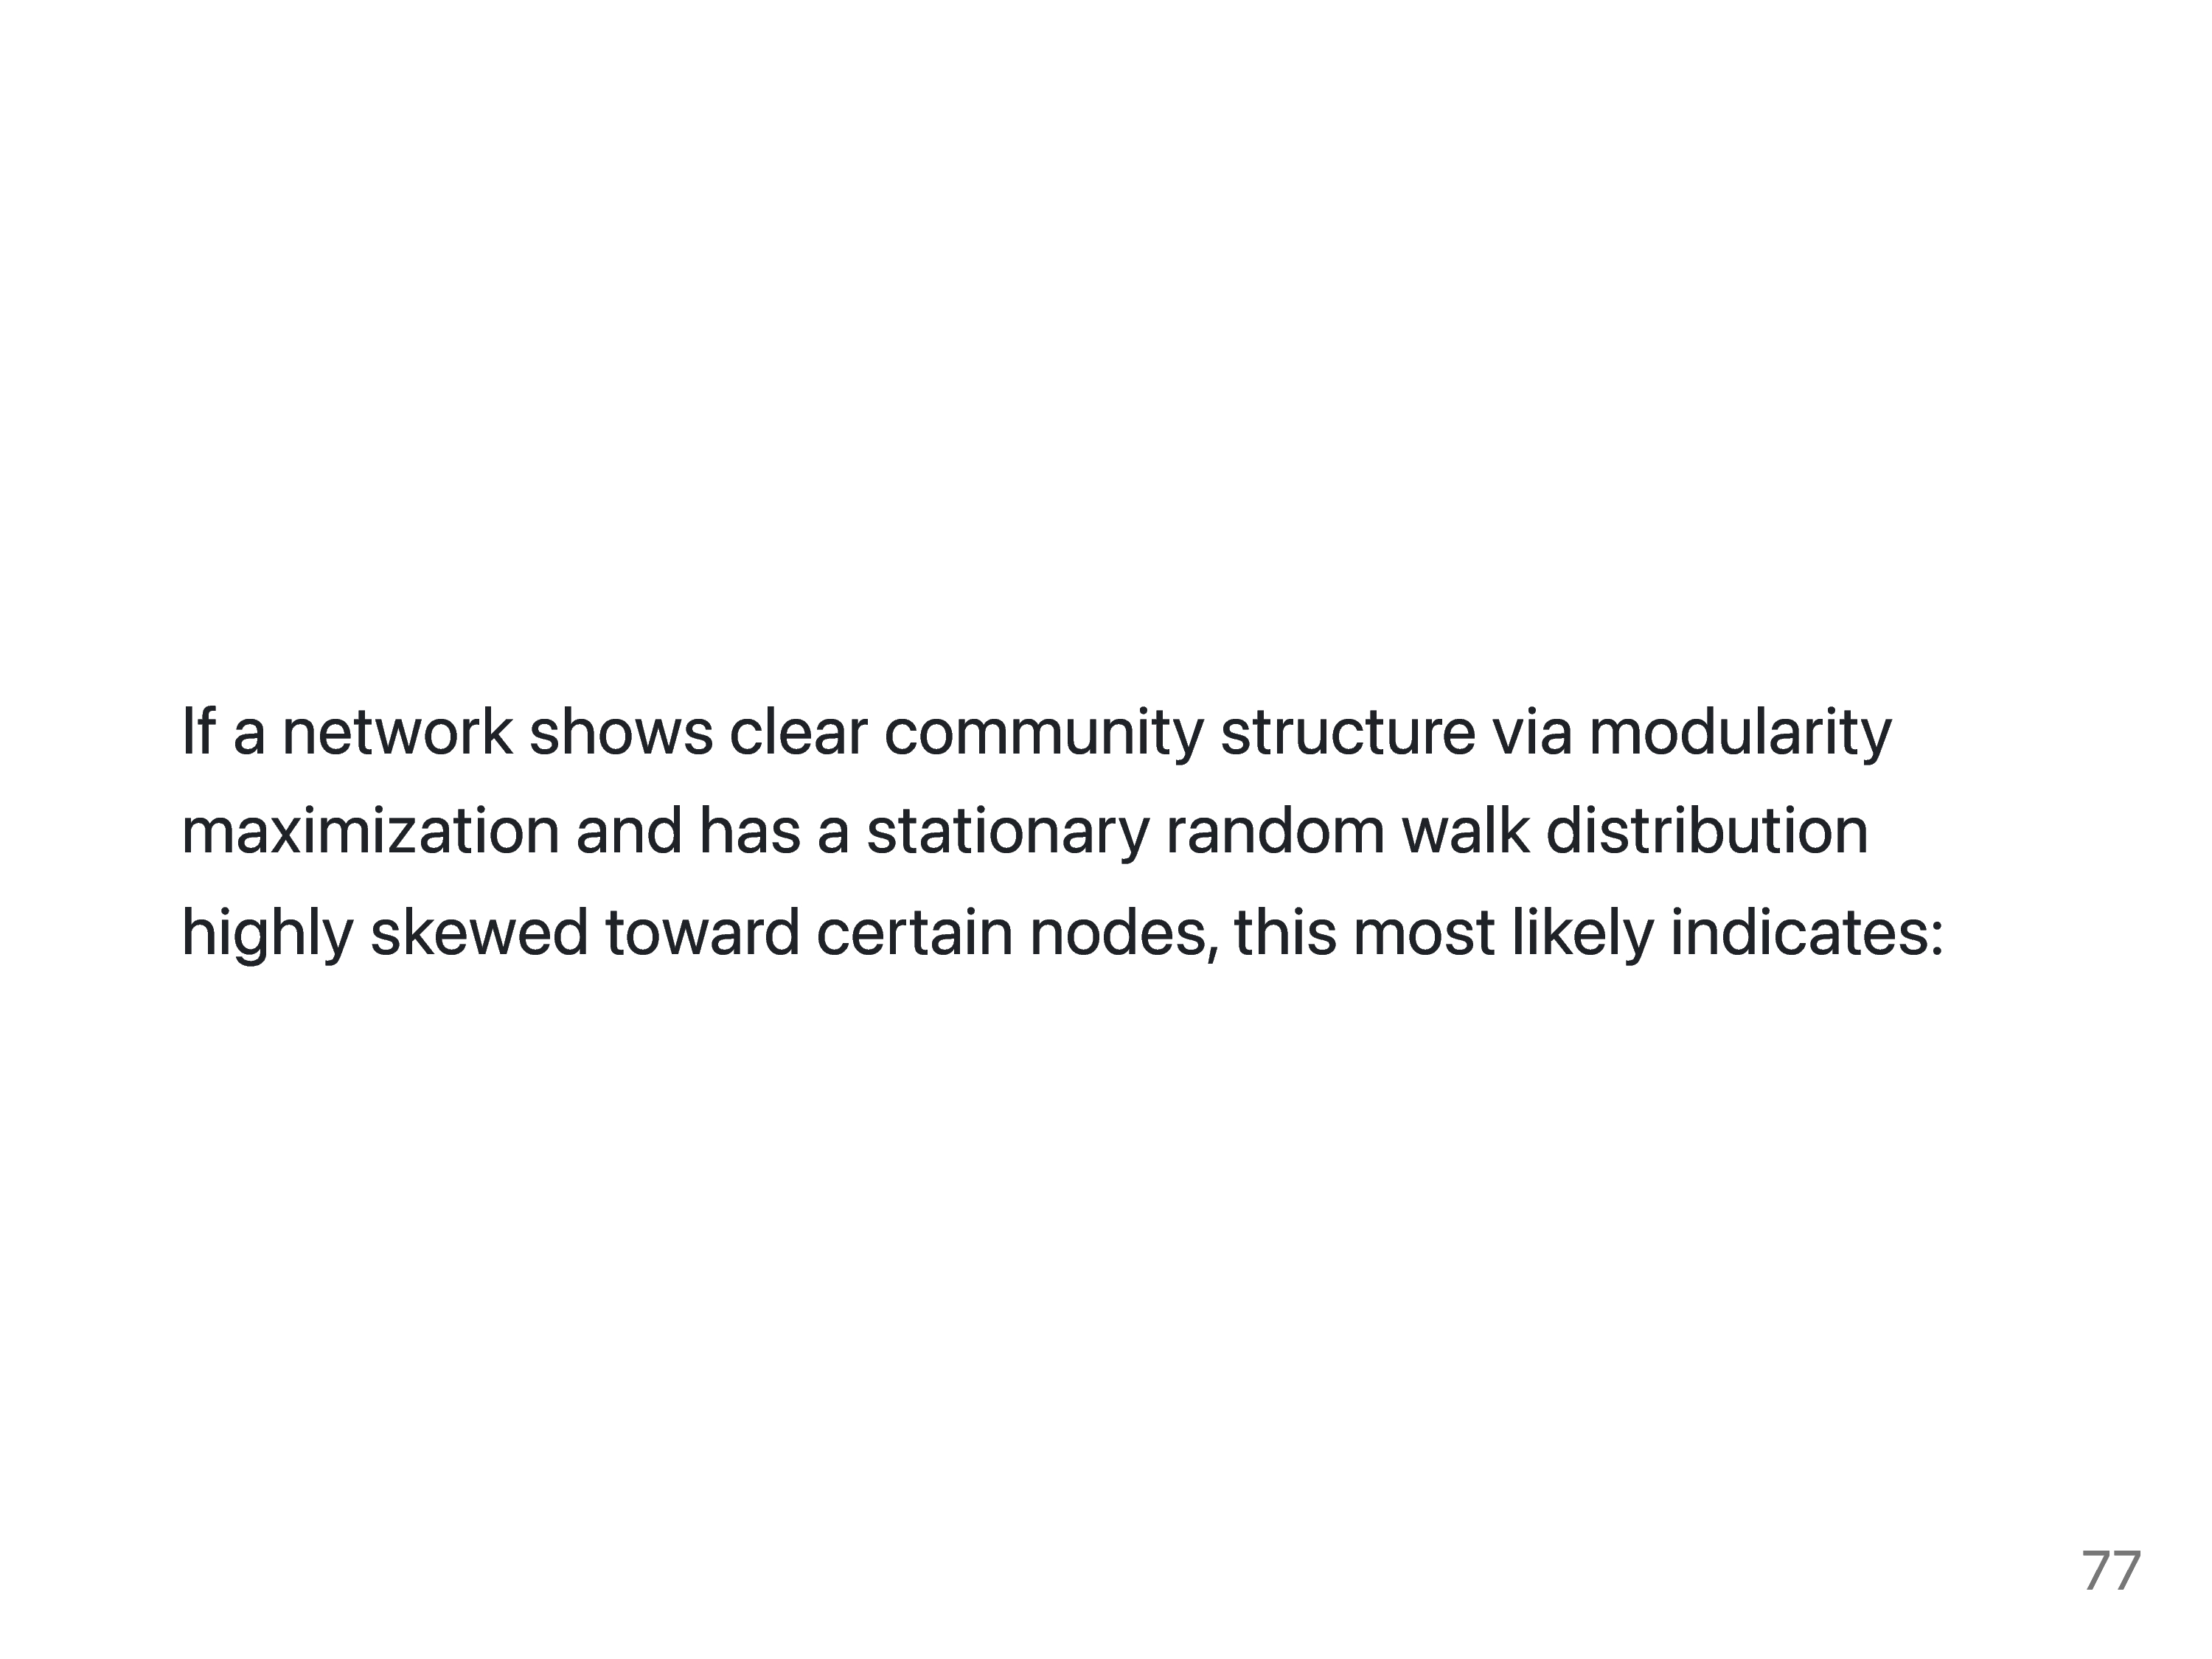 If a network shows clear community structure via modularity
maximization and has a stationary random walk distribution
highly skewed toward certain nodes, this most likely indicates:
77